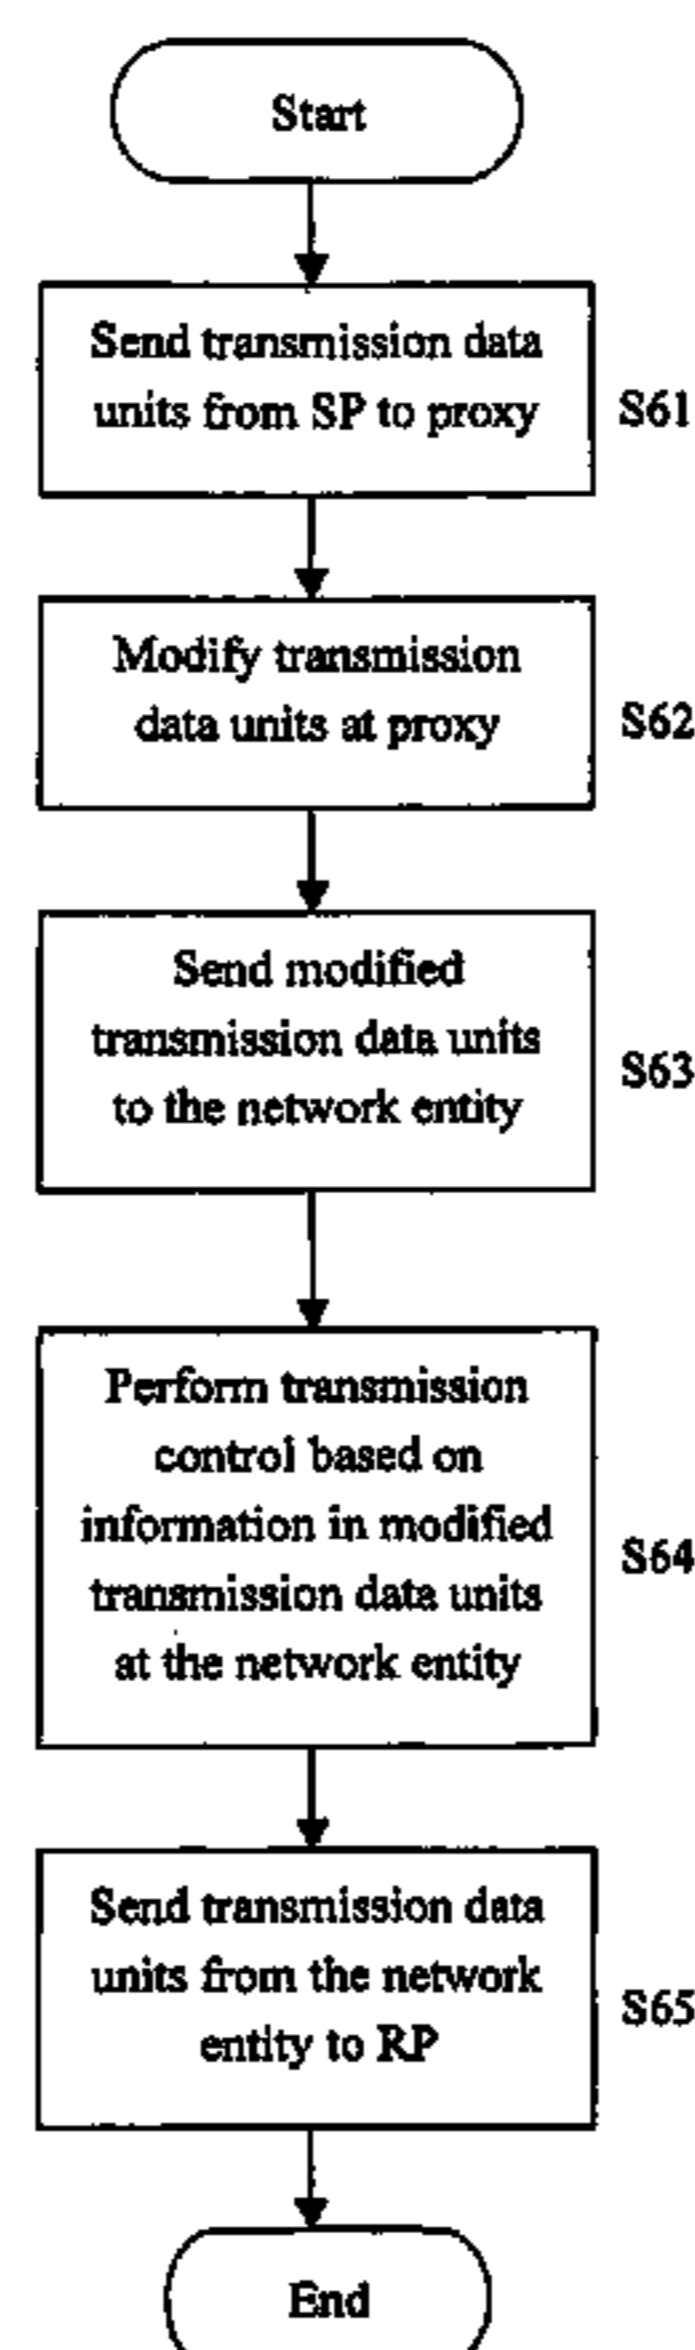 Start
Send transmission data
units from SP to proxy
S61
Modify transmission
data units at proxy
S62
Send modified
transmission data units
to the network entity
S63
Perform transmission
control based on
information in modified
transmission data units
at the network entity
S64
Send transmission data
units from the network
entity to RP
S65
End